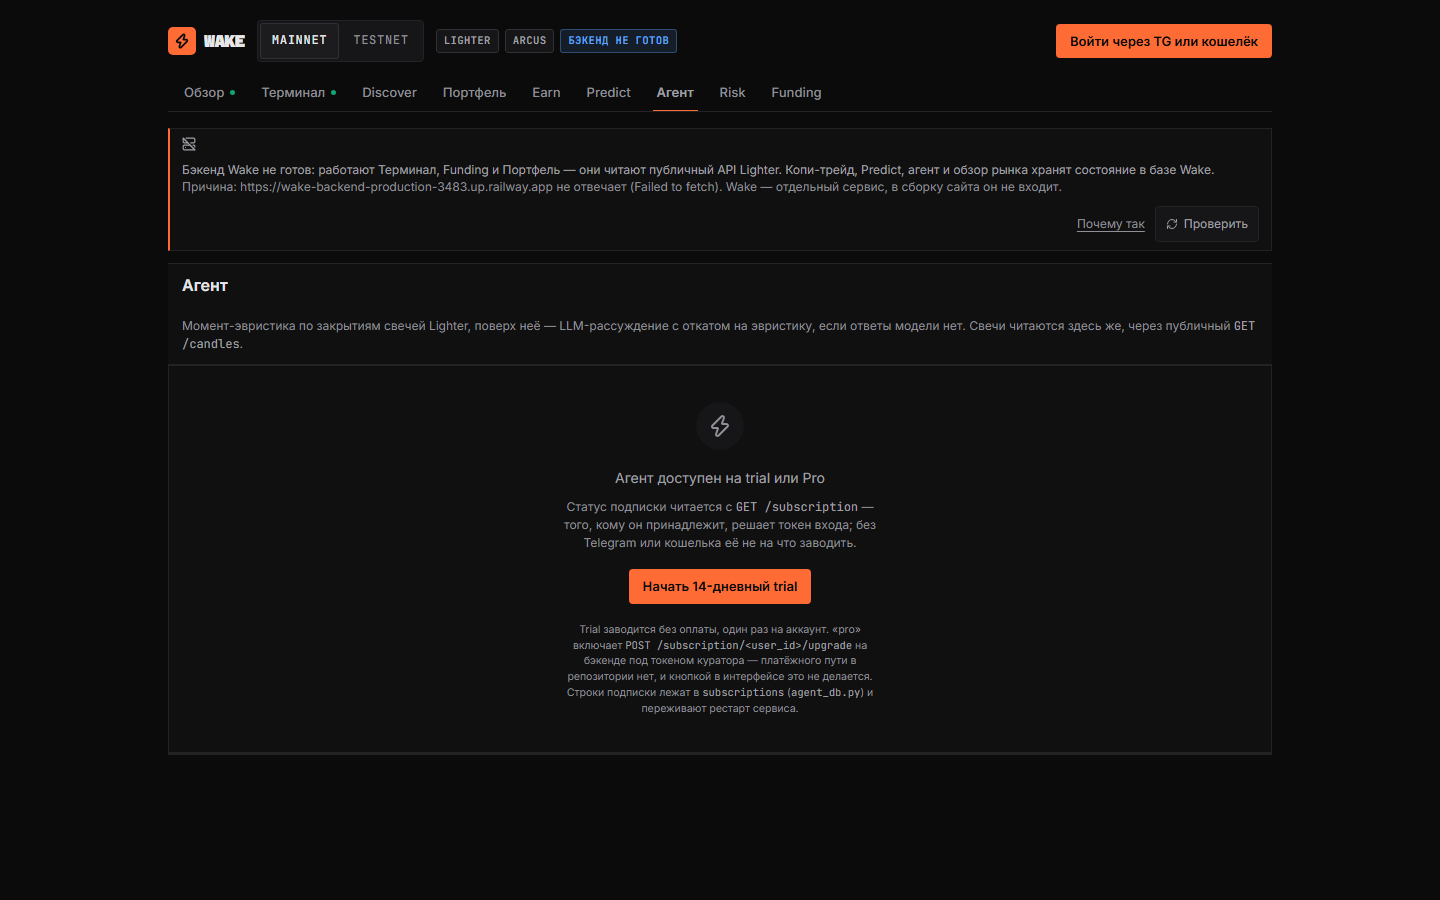 WAKE
MAINNET
TESTNET
LIGHTER
ARCUS
БЭКЕНД НЕ ГОТОВ
Войти через TG или кошелёк
Обзор
Терминал
Discover
Портфель
Earn
Predict
Агент
Risk
Funding
Бэкенд Wake не готов: работают Терминал, Funding и Портфель — они читают публичный API Lighter. Копи-трейд, Predict, агент и обзор рынка хранят состояние в базе Wake.
Причина: https://wake-backend-production-3483.up.railway.app не отвечает (Failed to fetch). Wake — отдельный сервис, в сборку сайта он не входит.
Почему так
Проверить
Агент
Момент-эвристика по закрытиям свечей Lighter, поверх неё — LLM-рассуждение с откатом на эвристику, если ответы модели нет. Свечи читаются здесь же, через публичный GET
/candles.
Агент доступен на trial или Pro
Статус подписки читается с GET /subscription —
того, кому он принадлежит, решает токен входа; без
Telegram или кошелька её не на что заводить.
Начать 14-дневный trial
Trial заводится без оплаты, один раз на аккаунт. «pro»
включает POST /subscription/<user_id>/upgrade на
бэкенде под токеном куратора — платёжного пути в
репозитории нет, и кнопкой в интерфейсе это не делается.
Строки подписки лежат в subscriptions (agent_db.py) и
переживают рестарт сервиса.